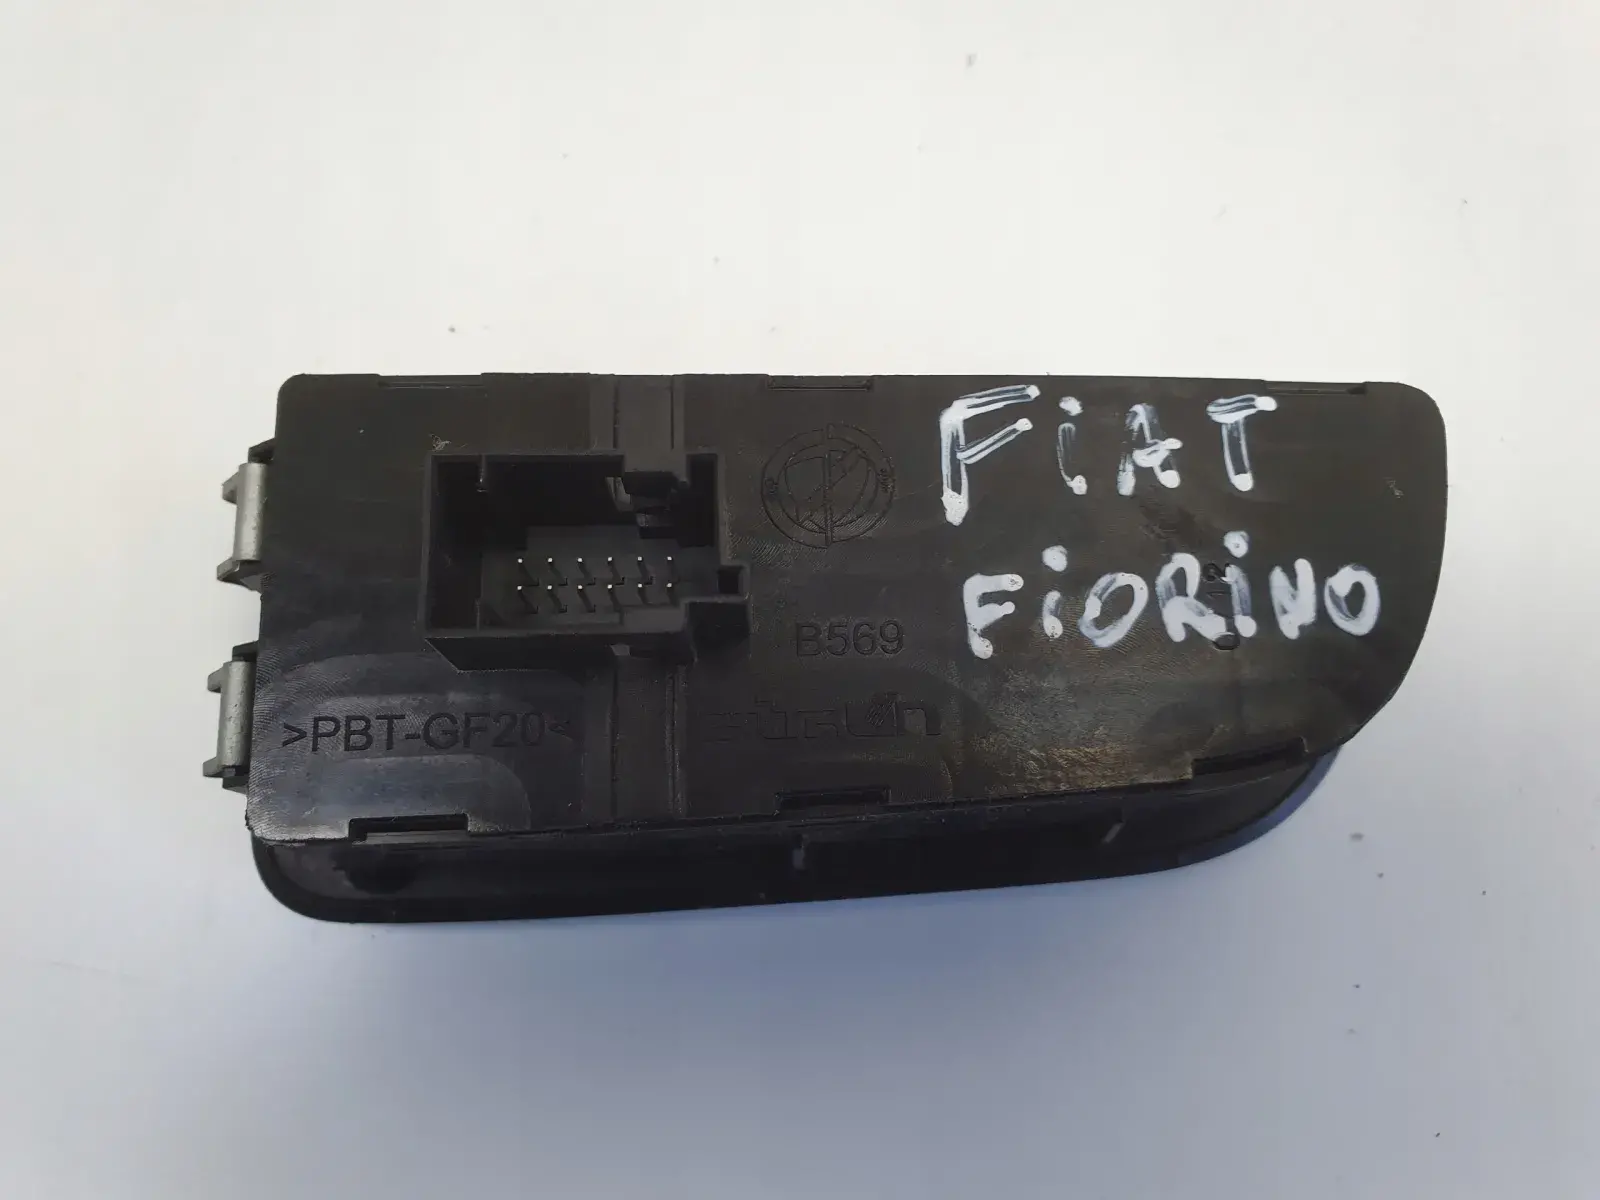 FiAT
FiORiNO
B569
>PBT-GF20<